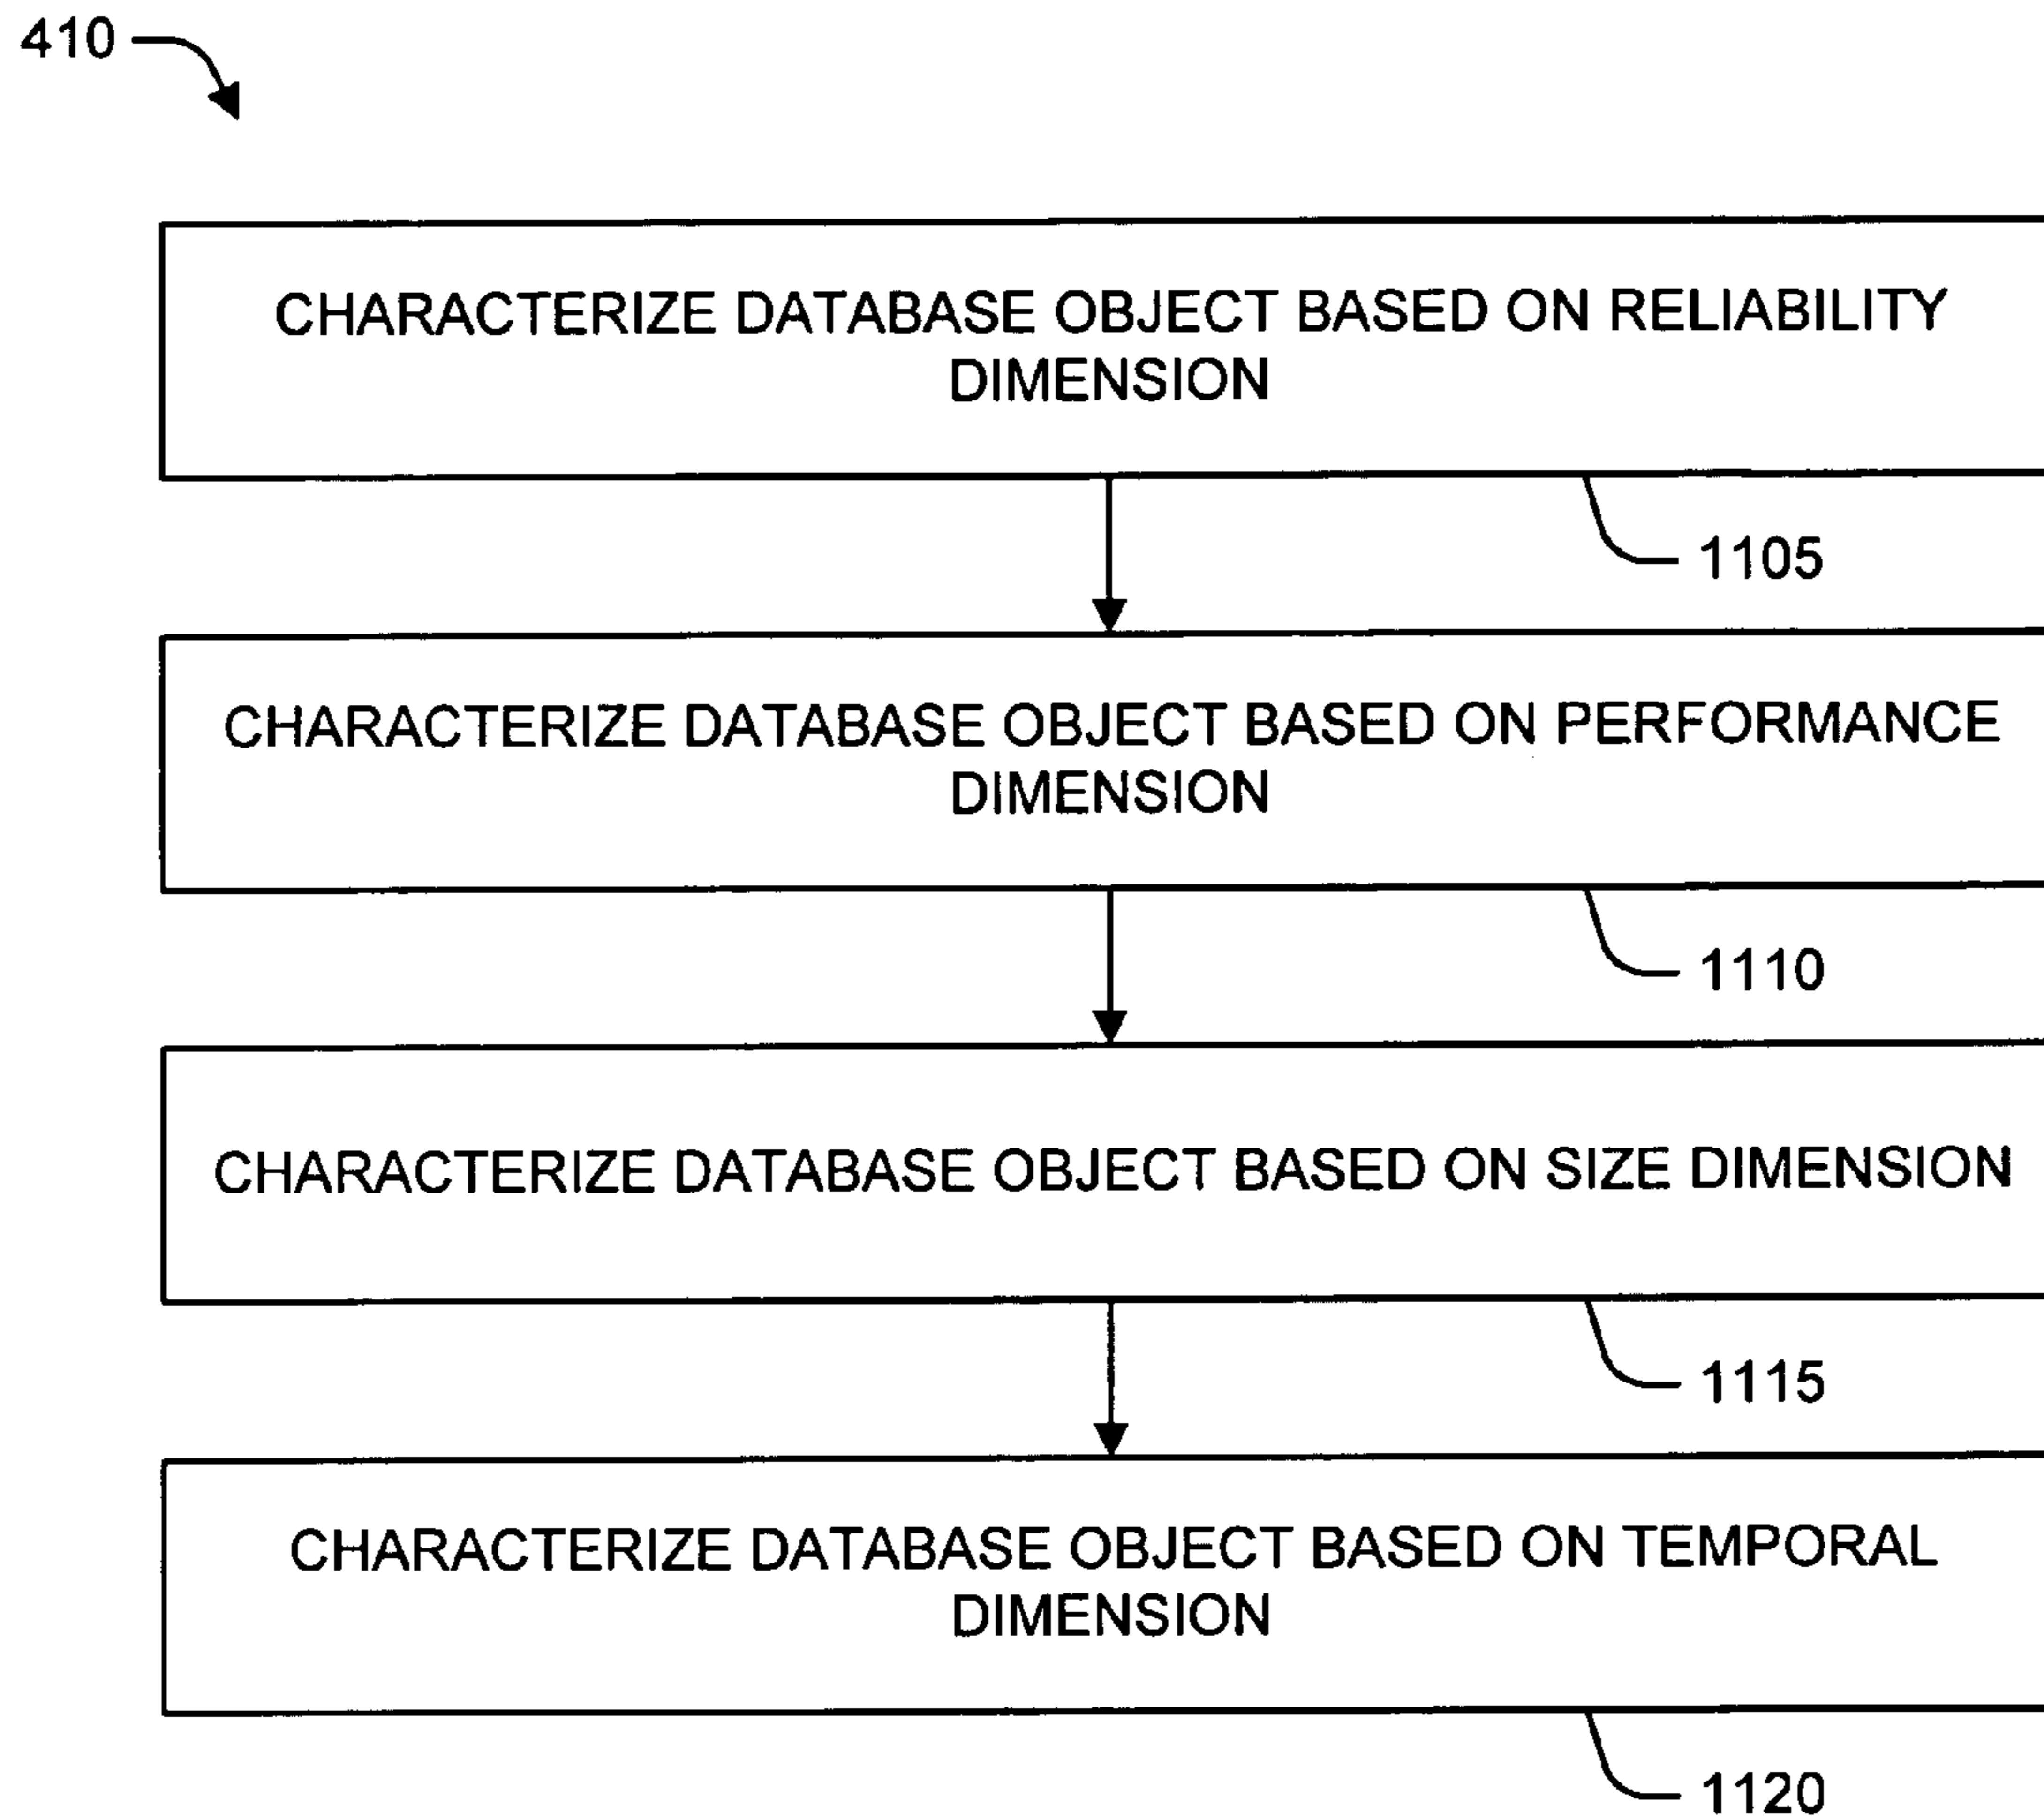 410
CHARACTERIZE DATABASE OBJECT BASED ON RELIABILITY
DIMENSION
1105
CHARACTERIZE DATABASE OBJECT BASED ON PERFORMANCE
DIMENSION
1110
CHARACTERIZE DATABASE OBJECT BASED ON SIZE DIMENSION
1115
CHARACTERIZE DATABASE OBJECT BASED ON TEMPORAL
DIMENSION
1120